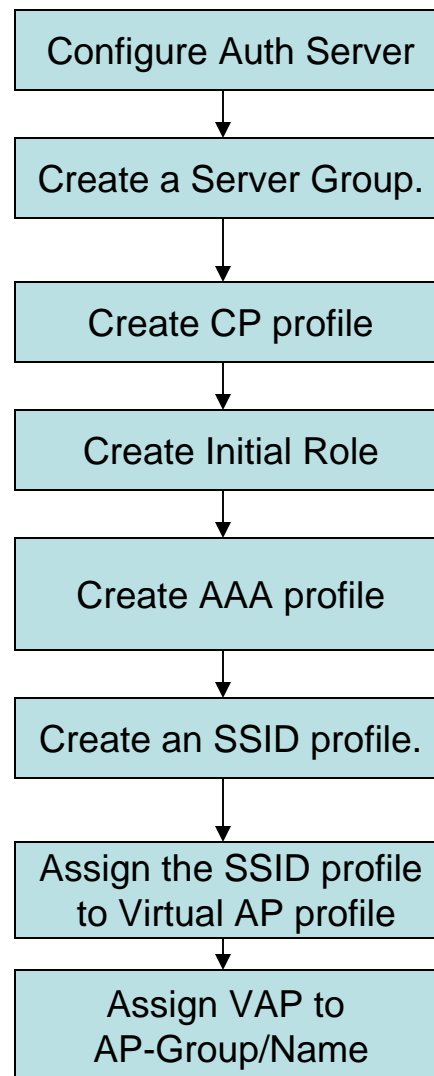 Configure Auth Server
Create a Server Group.
Create CP profile
Create Initial Role
Create AAA profile
Create an SSID profile.
Assign the SSID profile
to Virtual AP profile
Assign VAP to
AP-Group/Name